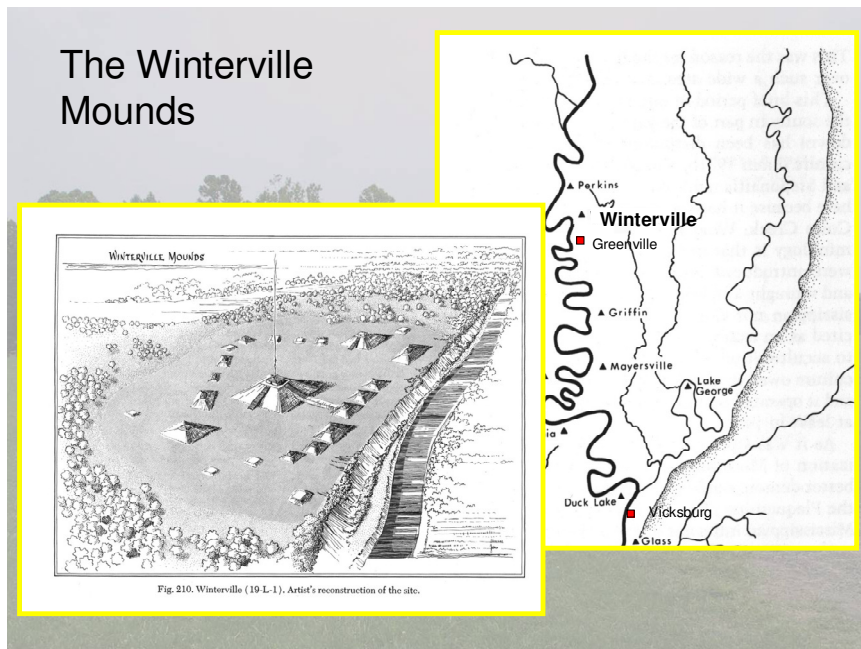 The Winterville
Mounds
Perkins
Winterville
Greenville
Griffin
Mayersville
Lake
George
ia
Duck Lake
Vicksburg
Glass
WINTERVILLE MOUNDS
Fig. 210. Winterville (19-L-1). Artist's reconstruction of the site.